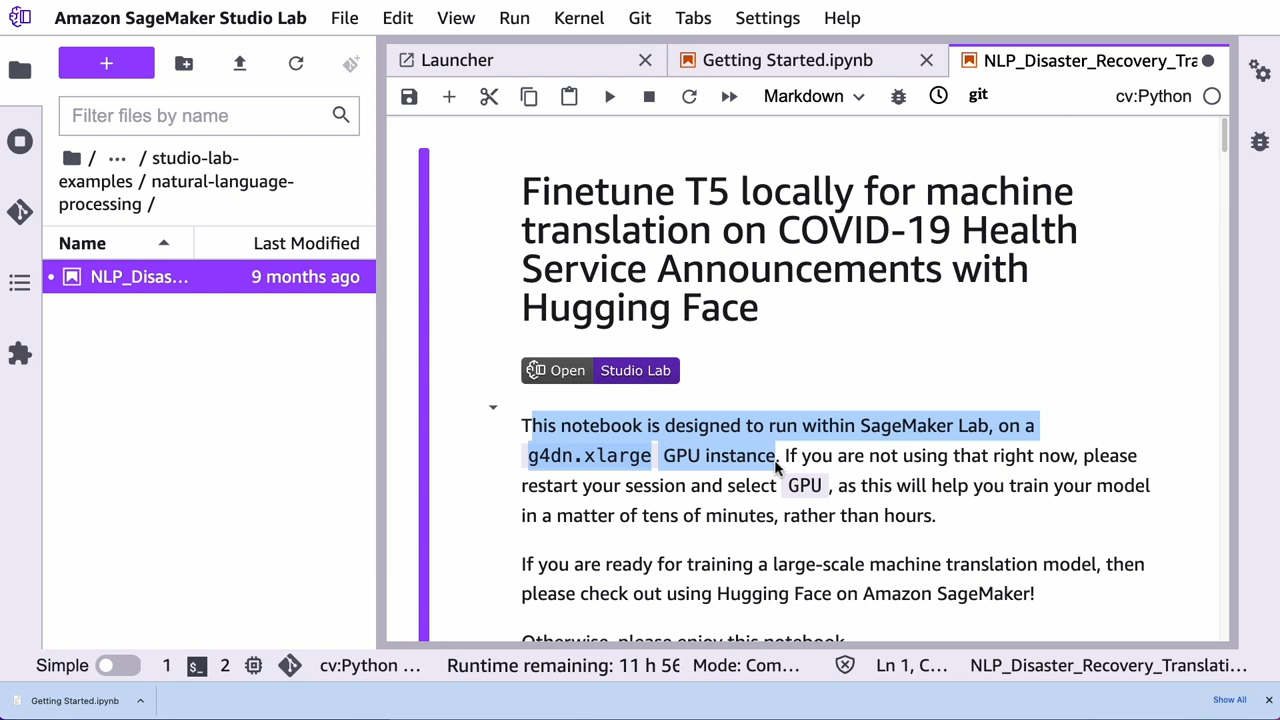 Amazon SageMaker Studio Lab File Edit View Run Kernel Git Tabs Settings Help
Launcher
Getting Started.ipynb
NLP_Disaster_Recovery_Tra
Markdown
git
cv:Python
Filter files by name
/ ... / studio-lab-
examples / natural-language-
processing /
Name Last Modified
NLP_Disas... 9 months ago
Finetune T5 locally for machine
translation on COVID-19 Health
Service Announcements with
Hugging Face
Open Studio Lab
This notebook is designed to run within SageMaker Lab, on a
g4dn.xlarge GPU instance. If you are not using that right now, please
restart your session and select GPU, as this will help you train your model
in a matter of tens of minutes, rather than hours.
If you are ready for training a large-scale machine translation model, then
please check out using Hugging Face on Amazon SageMaker!
Otherwise, please enjoy this notebook
Simple 1 2 cv:Python ... Runtime remaining: 11 h 56 Mode: Com... Ln 1, C... NLP_Disaster_Recovery_Translati...
Getting Started.ipynb
Show All